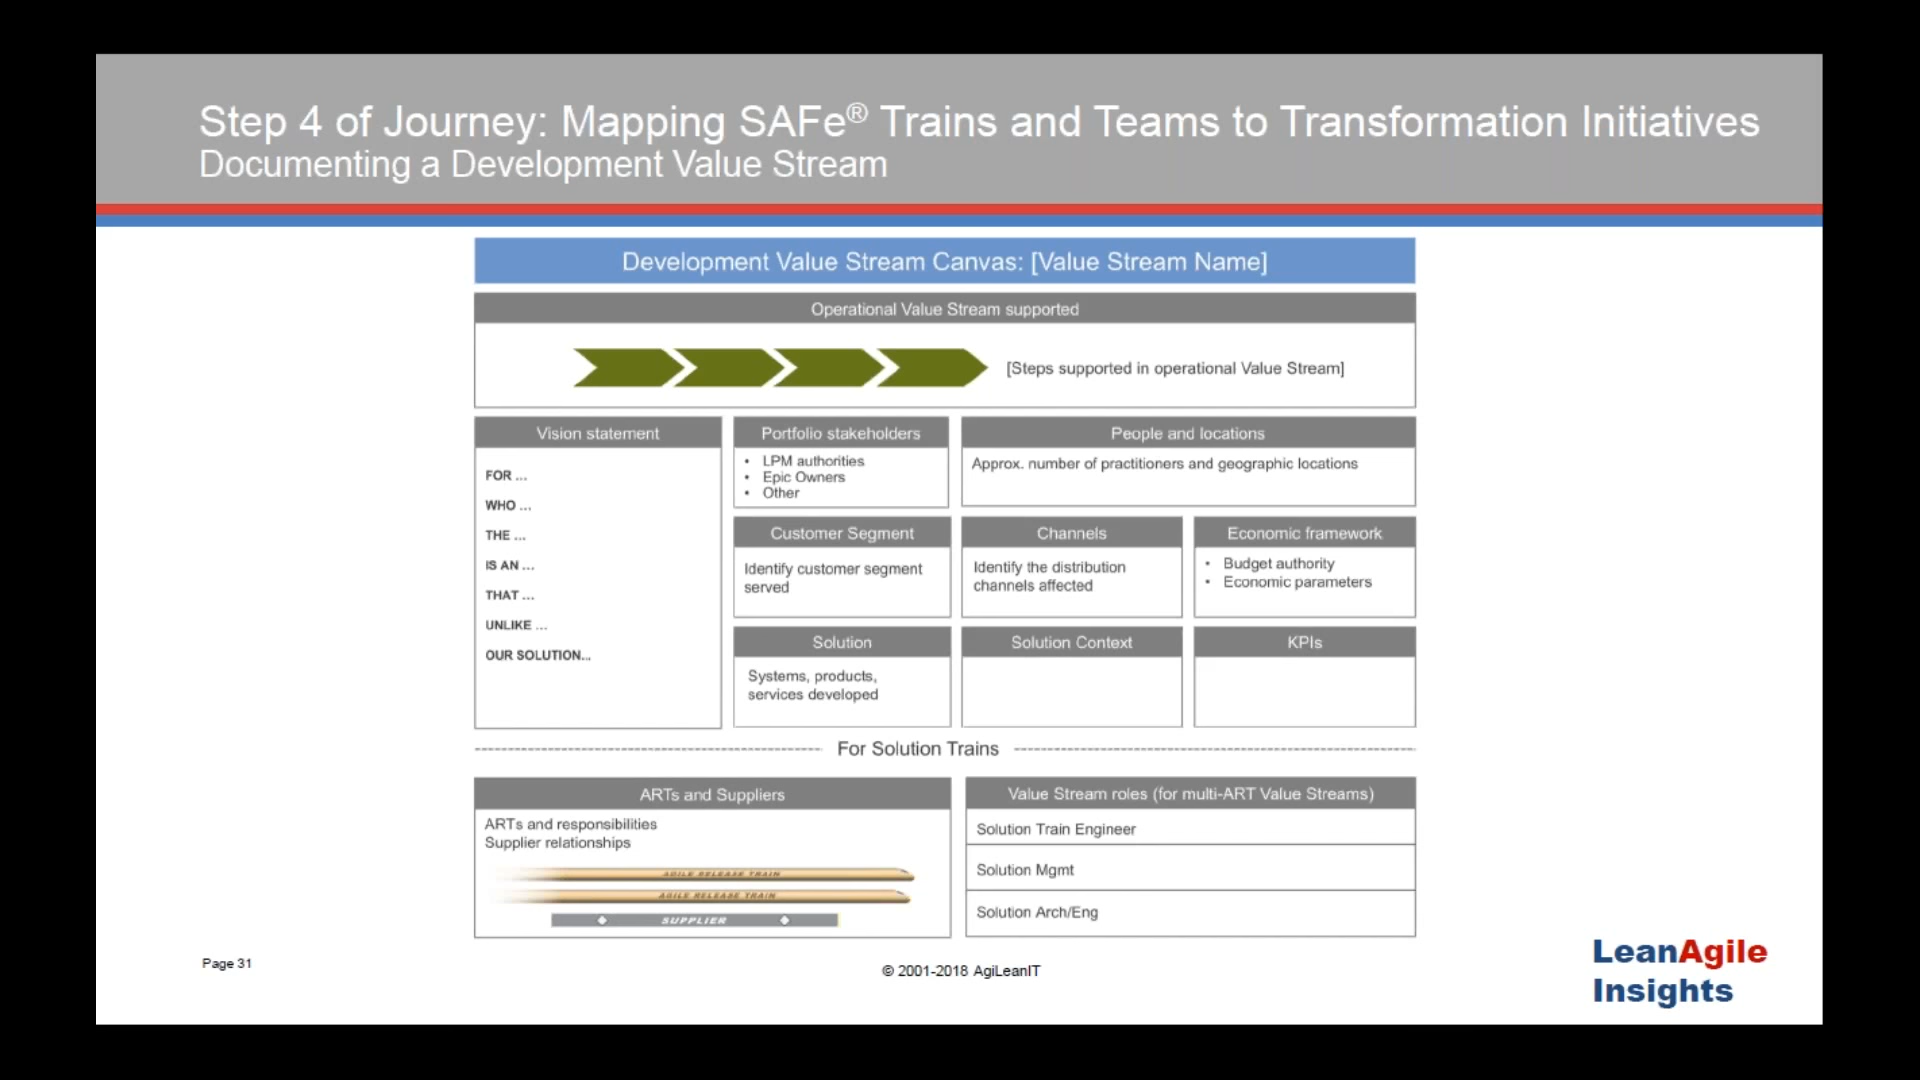 Step 4 of Journey: Mapping SAFe® Trains and Teams to Transformation Initiatives
Documenting a Development Value Stream
Development Value Stream Canvas: [Value Stream Name]
Operational Value Stream supported
[Steps supported in operational Value Stream]
Vision statement
FOR ...
WHO ...
THE ...
IS AN ...
THAT ...
UNLIKE ...
OUR SOLUTION...
Portfolio stakeholders
• LPM authorities
• Epic Owners
• Other
People and locations
Approx. number of practitioners and geographic locations
Customer Segment
Identify customer segment
served
Channels
Identify the distribution
channels affected
Economic framework
• Budget authority
• Economic parameters
Solution
Systems, products,
services developed
Solution Context
KPIs
For Solution Trains
ARTs and Suppliers
ARTs and responsibilities
Supplier relationships
AGILE RELEASE TRAIN
AGILE RELEASE TRAIN
SUPPLIER
Value Stream roles (for multi-ART Value Streams)
Solution Train Engineer
Solution Mgmt
Solution Arch/Eng
Page 31
© 2001-2018 AgiLeanIT
LeanAgile
Insights